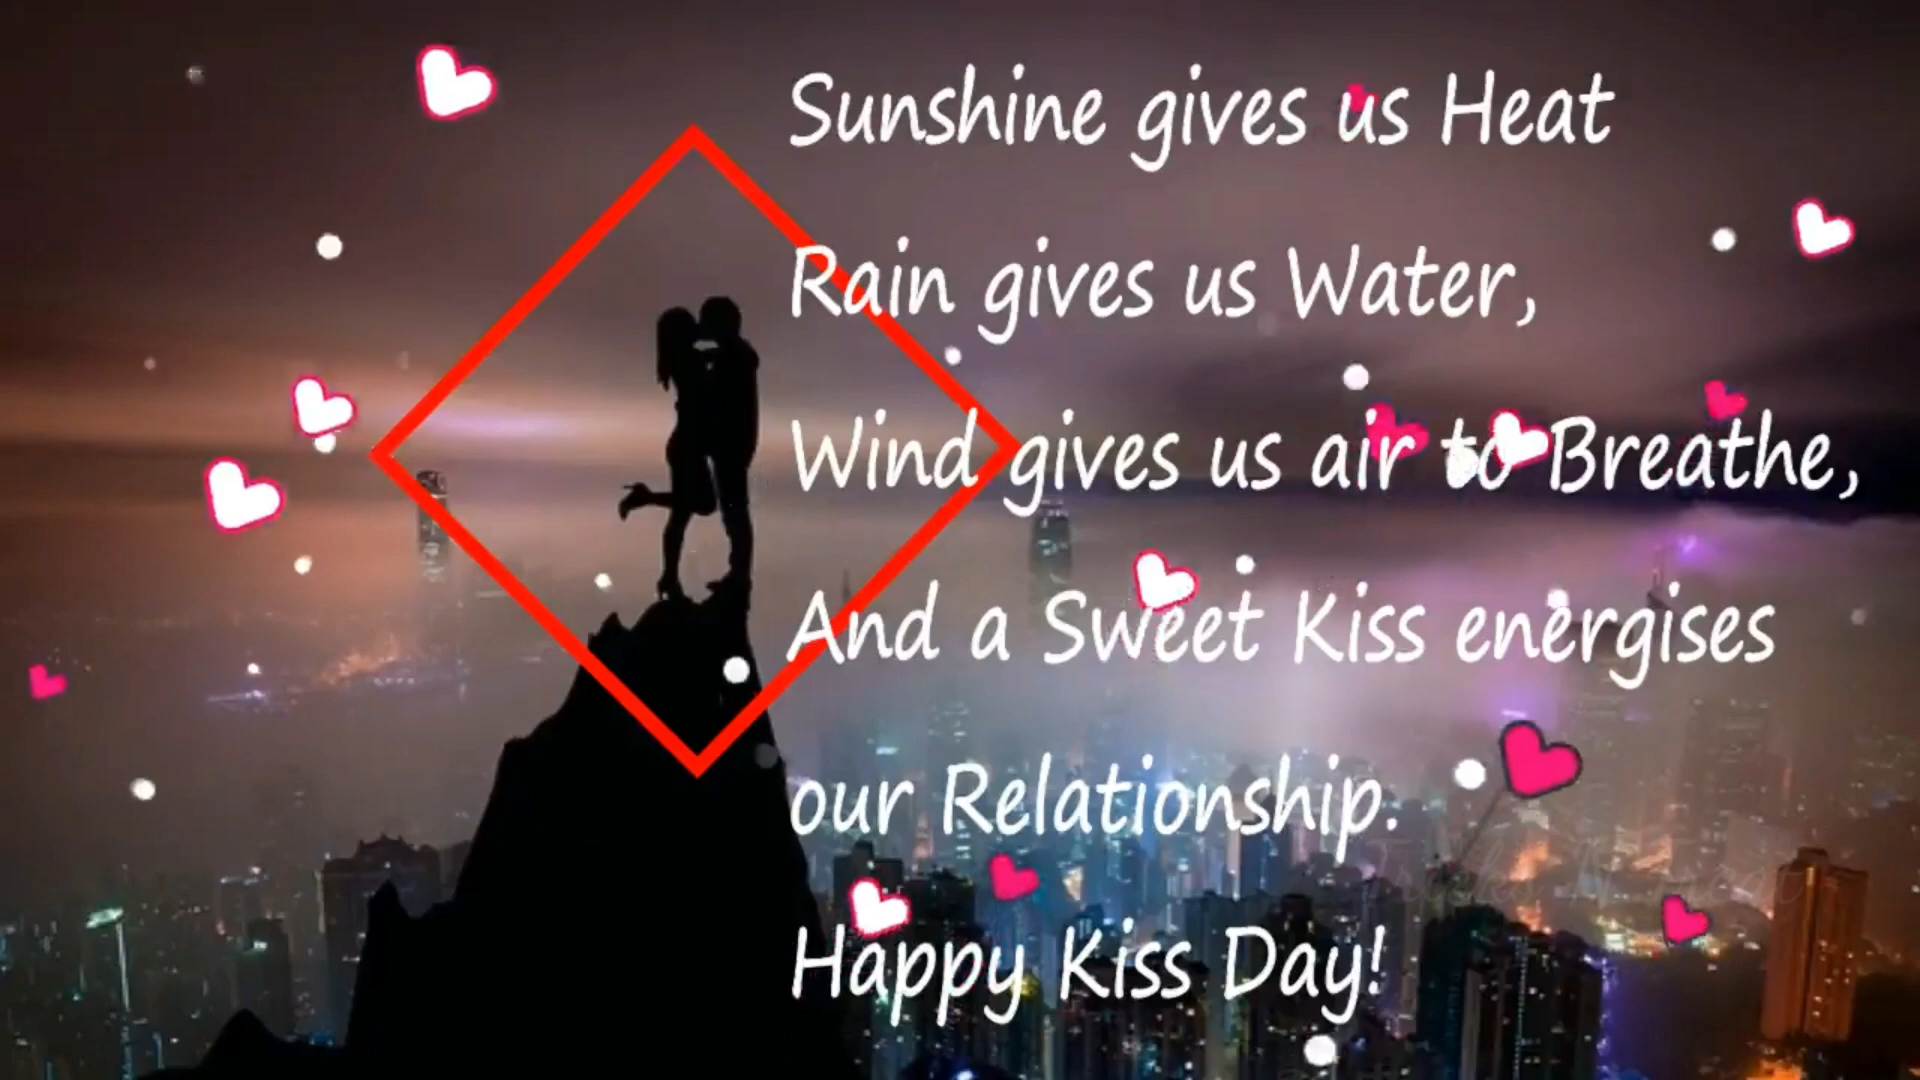 Sunshine gives us Heat
Rain gives us Water,
Wind gives us air to Breathe,
And a Sweet Kiss energises
our Relationship.
Happy Kiss Day!